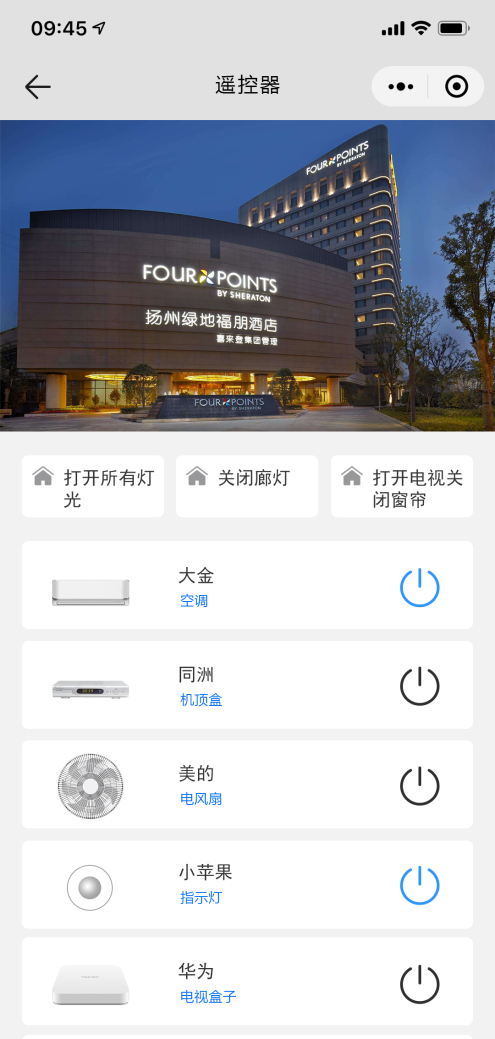 09:45
遥控器
FOUR POINTS
BY SHERATON
FOUR POINTS
BY SHERATON
扬州绿地福朋酒店
喜来登集团管理
FOUR POINTS
BY SHERATON
打开所有灯
光
关闭廊灯
打开电视关
闭窗帘
大金
空调
同洲
机顶盒
美的
电风扇
小苹果
指示灯
华为
电视盒子